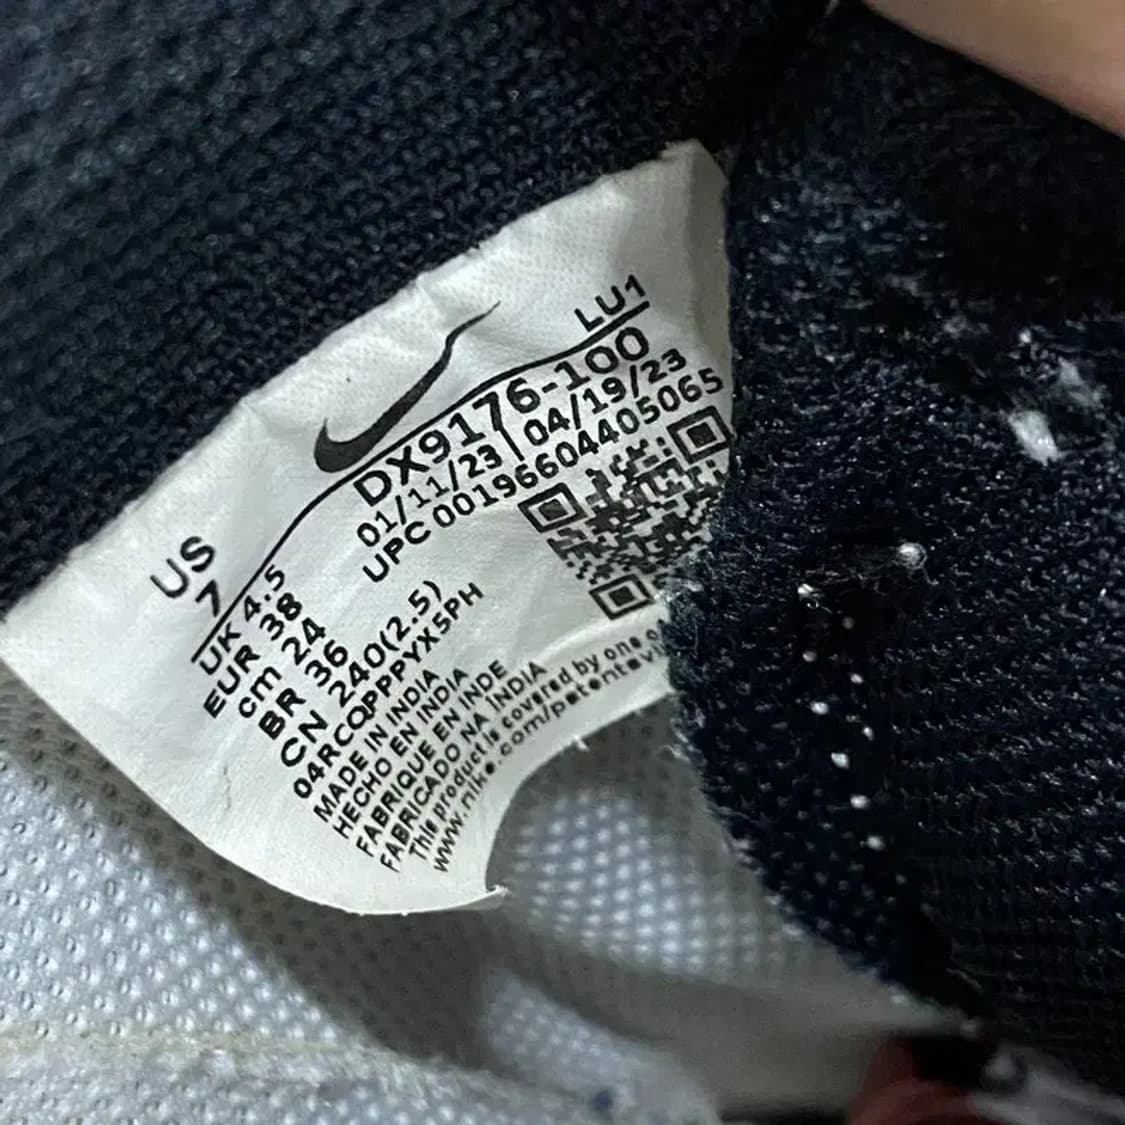 LU1
DX9176-100
01/11/23 | 04/19/23
UPC 00196604405065
US
7
UK 4.5
EUR 38
cm 24
BR 36
CN 240(2.5)
04RCQPPPYX5PH
MADE IN INDIA
HECHO EN INDIA
FABRIQUE EN INDE
FABRICADO NA INDIA
This product is covered by one o
www.nike.com/patents